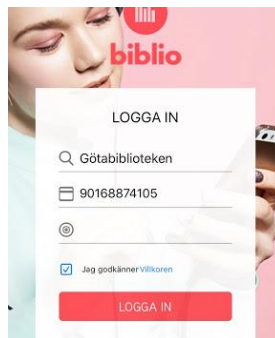 biblio
LOGGA IN
Götabiblioteken
90168874105
Jag godkänner Villkoren
LOGGA IN